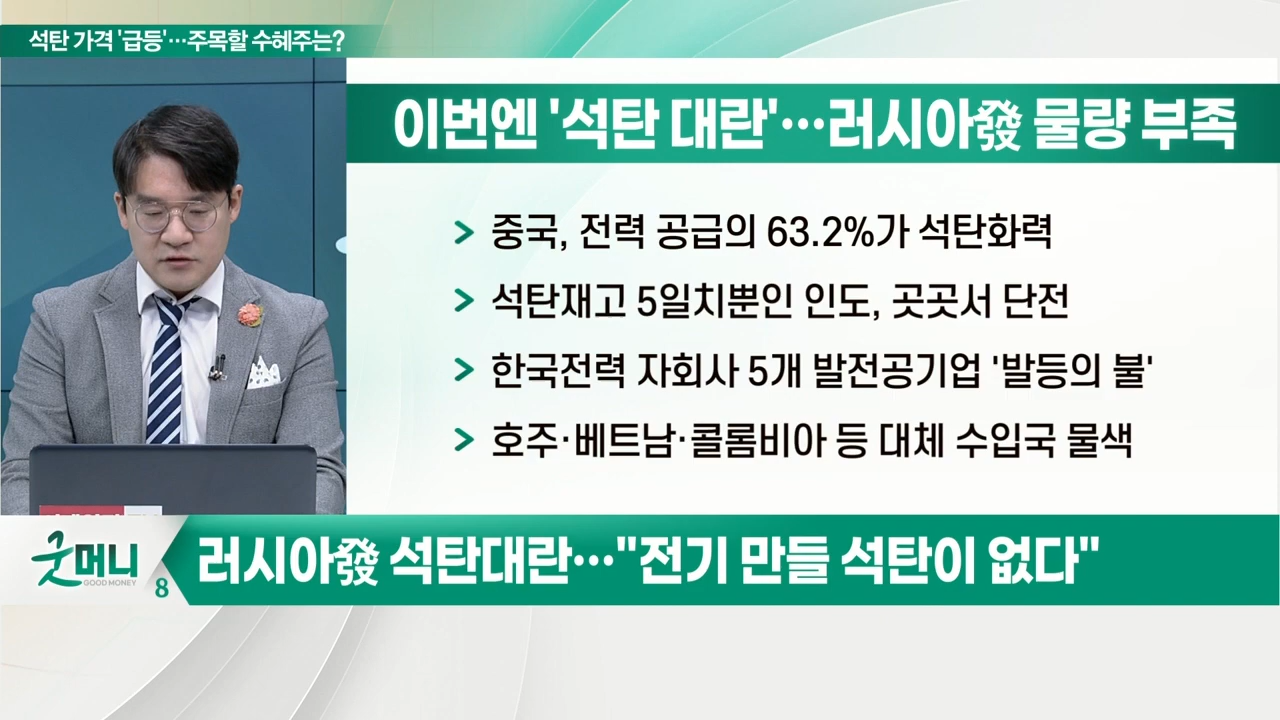 석탄 가격 '급등'…주목할 수혜주는?
이번엔 '석탄 대란'…러시아發 물량 부족
> 중국, 전력 공급의 63.2%가 석탄화력
> 석탄재고 5일치뿐인 인도, 곳곳서 단전
> 한국전력 자회사 5개 발전공기업 '발등의 불'
> 호주·베트남·콜롬비아 등 대체 수입국 물색
굿머니
GOOD MONEY
8
러시아發 석탄대란…"전기 만들 석탄이 없다"